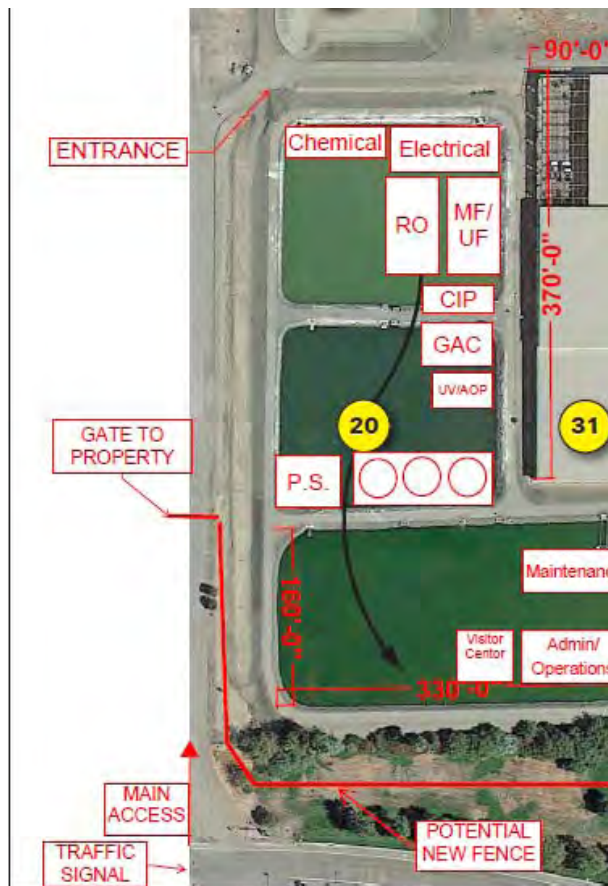 90'-0"
ENTRANCE
Chemical
Electrical
RO
MF/
UF
370'-0"
CIP
GAC
UV/AOP
20
31
GATE TO
PROPERTY
P.S.
160'-0"
Maintenanc
Visitor
Center
Admin/
Operations
330'-0"
MAIN
ACCESS
POTENTIAL
NEW FENCE
TRAFFIC
SIGNAL